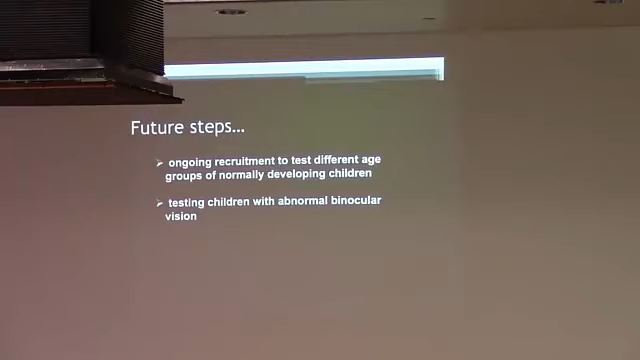 Future steps...
➢ ongoing recruitment to test different age
groups of normally developing children
➢ testing children with abnormal binocular
vision